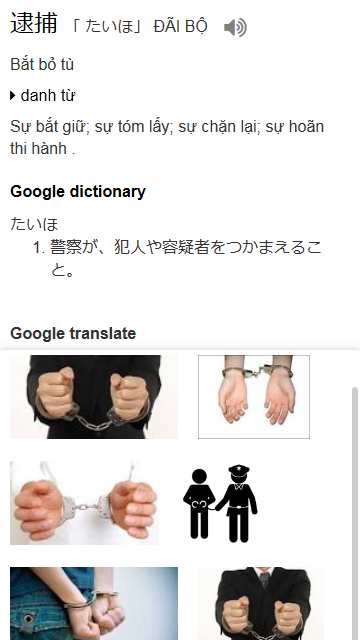 逮捕 「 たいほ」 ĐÃI BỘ
Bắt bỏ tù
danh từ
Sự bắt giữ; sự tóm lấy; sự chặn lại; sự hoãn
thi hành .
Google dictionary
たいほ
1. 警察が、犯人や容疑者をつかまえるこ
と。
Google translate